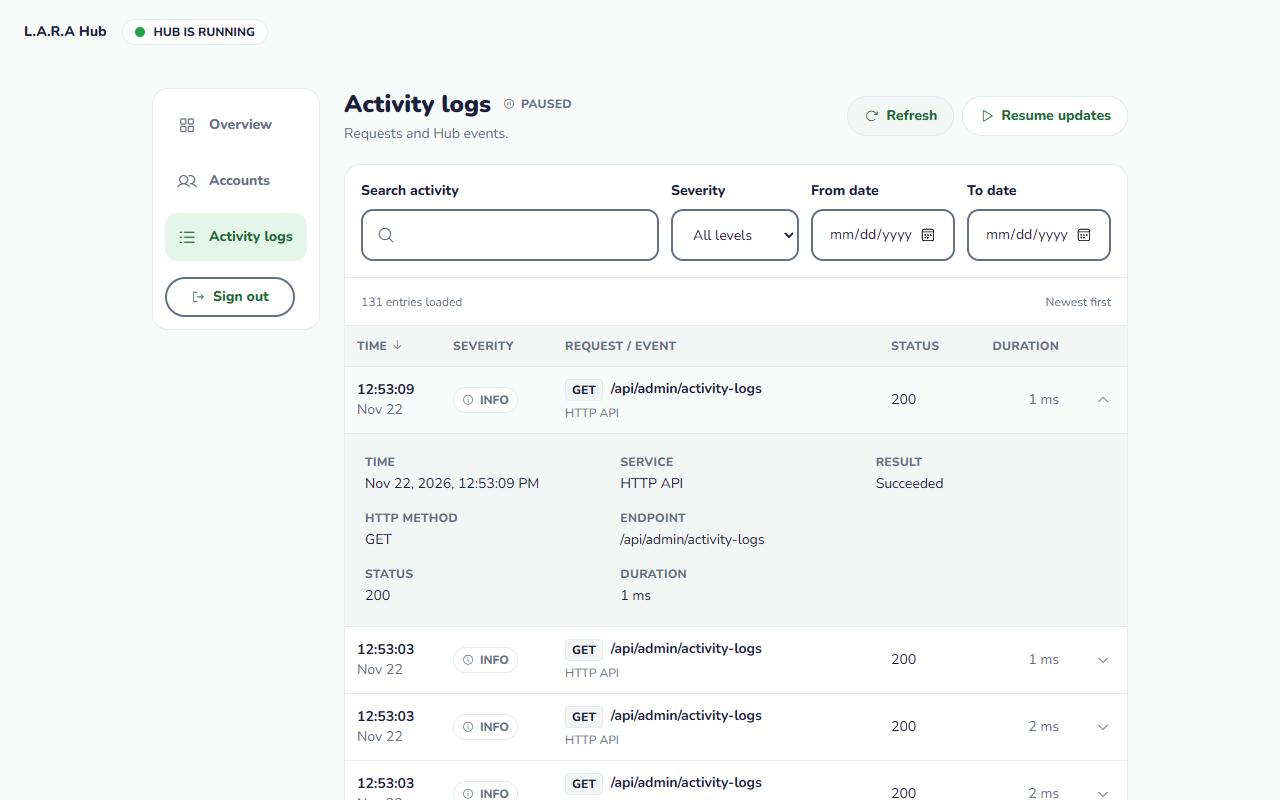 L.A.R.A Hub HUB IS RUNNING
Overview
Accounts
Activity logs
Sign out
Activity logs PAUSED
Requests and Hub events.
Refresh Resume updates
Search activity Severity From date To date
All levels mm/dd/yyyy mm/dd/yyyy
131 entries loaded Newest first
TIME SEVERITY REQUEST / EVENT STATUS DURATION
12:53:09 INFO GET /api/admin/activity-logs 200 1 ms
Nov 22 HTTP API
TIME SERVICE RESULT
Nov 22, 2026, 12:53:09 PM HTTP API Succeeded
HTTP METHOD ENDPOINT
GET /api/admin/activity-logs
STATUS DURATION
200 1 ms
12:53:03 INFO GET /api/admin/activity-logs 200 1 ms
Nov 22 HTTP API
12:53:03 INFO GET /api/admin/activity-logs 200 2 ms
Nov 22 HTTP API
12:53:03 INFO GET /api/admin/activity-logs 200 2 ms